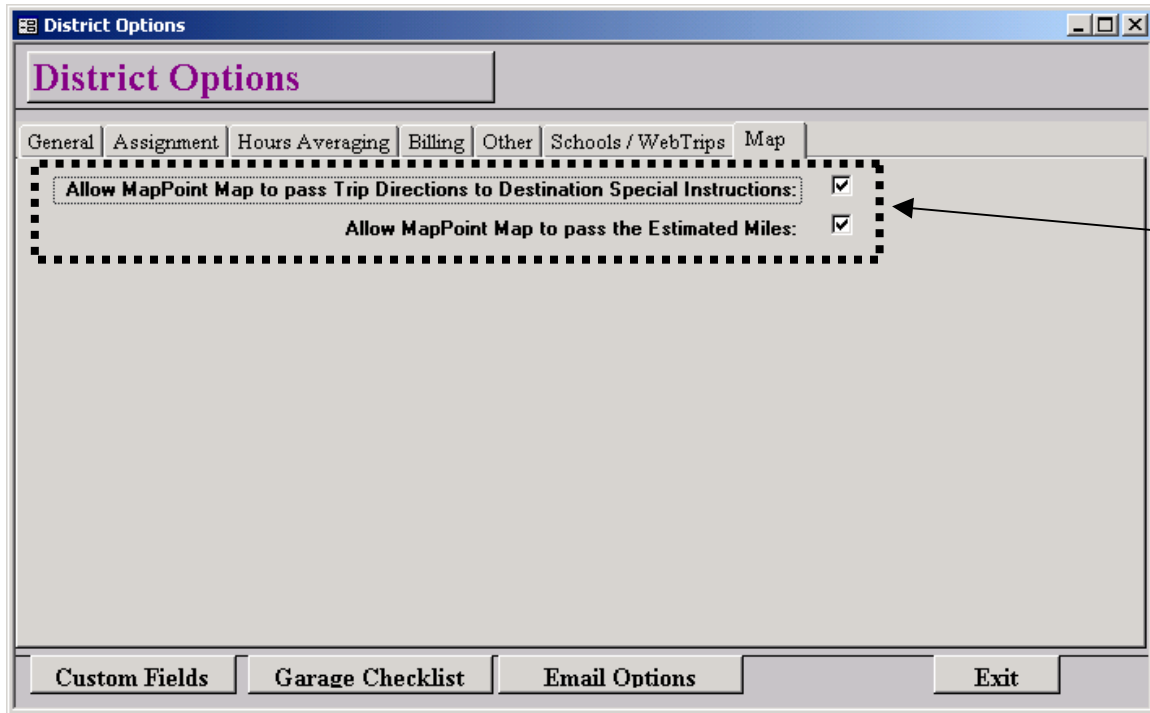 District Options
District Options
General Assignment Hours Averaging Billing Other Schools / WebTrips Map
Allow MapPoint Map to pass Trip Directions to Destination Special Instructions:
Allow MapPoint Map to pass the Estimated Miles:
Custom Fields Garage Checklist Email Options Exit